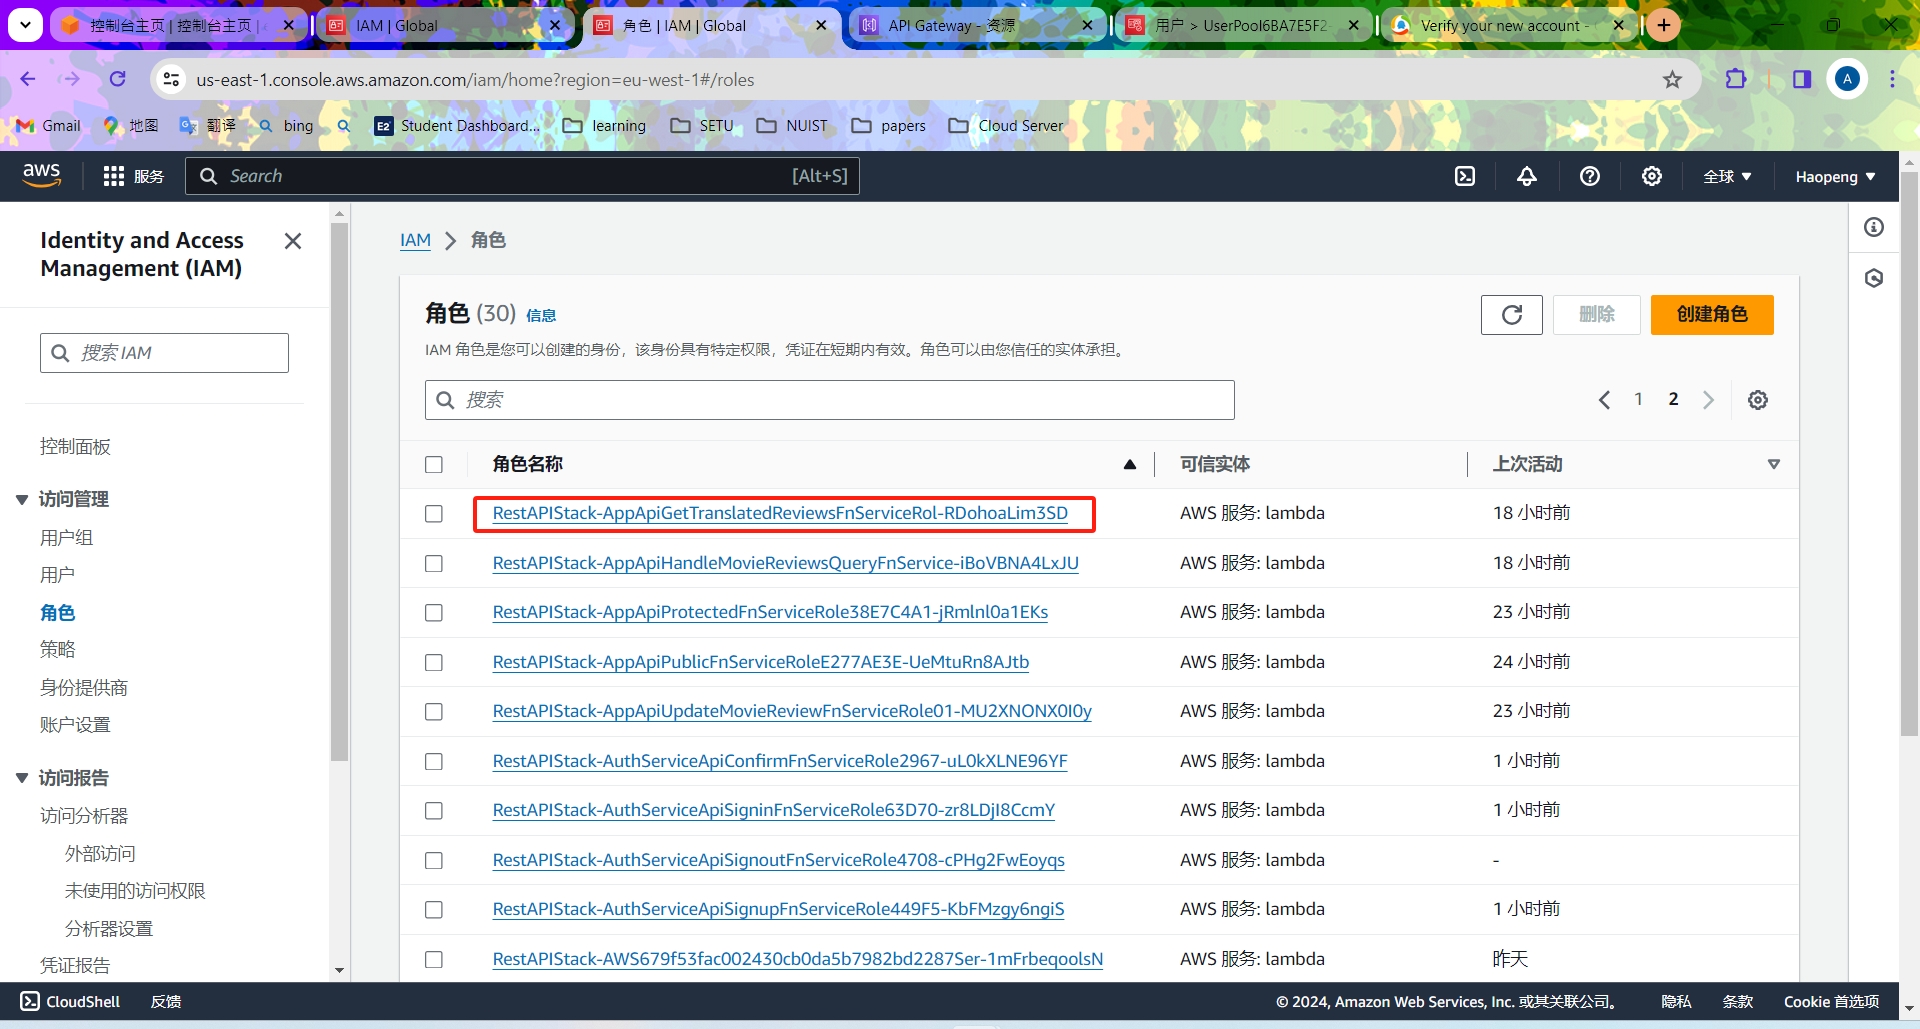 控制台主页 | 控制台主页 |
IAM | Global
角色 | IAM | Global
API Gateway - 资源
用户 > UserPool6BA7E5F2-
Verify your new account -
us-east-1.console.aws.amazon.com/iam/home?region=eu-west-1#/roles
A
Gmail
地图
翻译
bing
E2
Student Dashboard...
learning
SETU
NUIST
papers
Cloud Server
aws
服务
Search
[Alt+S]
全球
Haopeng
Identity and Access
Management (IAM)
搜索 IAM
控制面板
访问管理
用户组
用户
角色
策略
身份提供商
账户设置
访问报告
访问分析器
外部访问
未使用的访问权限
分析器设置
凭证报告
IAM
角色
角色 (30) 信息
删除
创建角色
IAM 角色是您可以创建的身份，该身份具有特定权限，凭证在短期内有效。角色可以由您信任的实体承担。
搜索
1
2
角色名称 可信实体 上次活动
RestAPIStack-AppApiGetTranslatedReviewsFnServiceRol-RDohoaLim3SD AWS 服务: lambda 18 小时前
RestAPIStack-AppApiHandleMovieReviewsQueryFnService-iBoVBNA4LxJU AWS 服务: lambda 18 小时前
RestAPIStack-AppApiProtectedFnServiceRole38E7C4A1-jRmlnl0a1EKs AWS 服务: lambda 23 小时前
RestAPIStack-AppApiPublicFnServiceRoleE277AE3E-UeMtuRn8AJtb AWS 服务: lambda 24 小时前
RestAPIStack-AppApiUpdateMovieReviewFnServiceRole01-MU2XNONX0I0y AWS 服务: lambda 23 小时前
RestAPIStack-AuthServiceApiConfirmFnServiceRole2967-uL0kXLNE96YF AWS 服务: lambda 1 小时前
RestAPIStack-AuthServiceApiSigninFnServiceRole63D70-zr8LDjI8CcmY AWS 服务: lambda 1 小时前
RestAPIStack-AuthServiceApiSignoutFnServiceRole4708-cPHg2FwEoyqs AWS 服务: lambda -
RestAPIStack-AuthServiceApiSignupFnServiceRole449F5-KbFMzgy6ngiS AWS 服务: lambda 1 小时前
RestAPIStack-AWS679f53fac002430cb0da5b7982bd2287Ser-1mFrbeqoolsN AWS 服务: lambda 昨天
CloudShell
反馈
© 2024, Amazon Web Services, Inc. 或其关联公司。
隐私
条款
Cookie 首选项